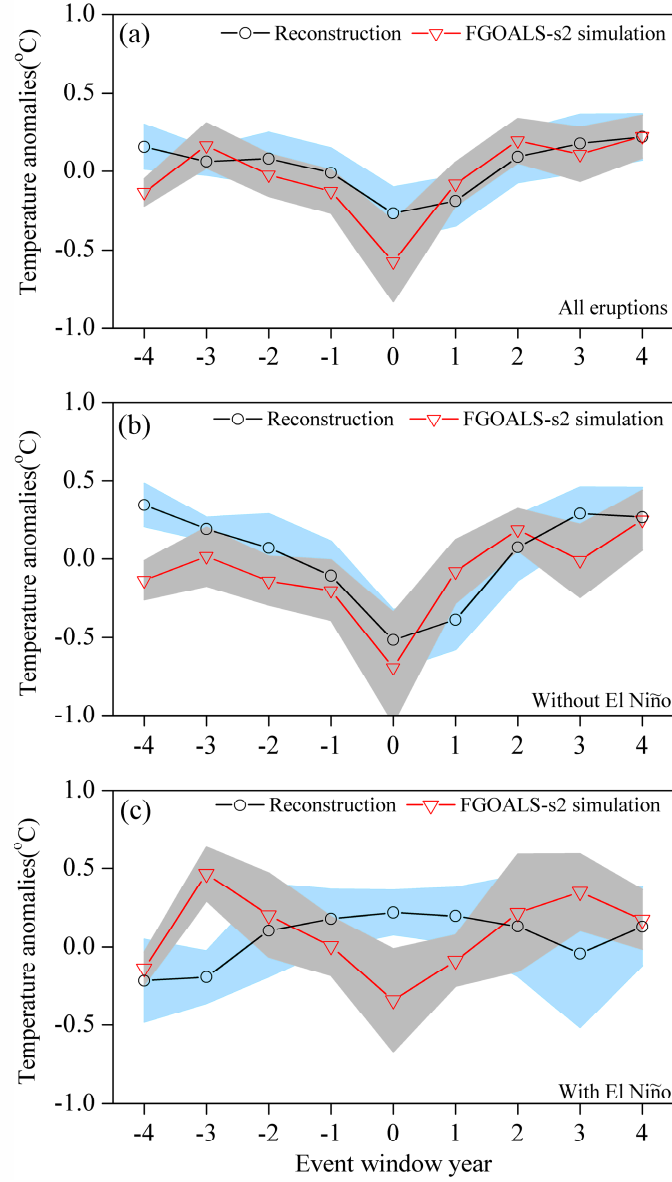 (a)
Reconstruction FGOALS-s2 simulation
Temperature anomalies(°C)
1.0
0.5
0.0
-0.5
-1.0
All eruptions
-4 -3 -2 -1 0 1 2 3 4
(b)
Reconstruction FGOALS-s2 simulation
Temperature anomalies(°C)
1.0
0.5
0.0
-0.5
-1.0
Without El Niño
-4 -3 -2 -1 0 1 2 3 4
(c)
Reconstruction FGOALS-s2 simulation
Temperature anomalies(°C)
1.0
0.5
0.0
-0.5
-1.0
With El Niño
-4 -3 -2 -1 0 1 2 3 4
Event window year